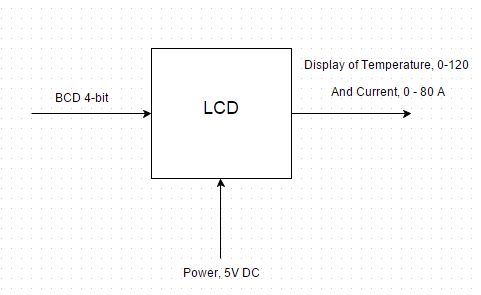 Display of Temperature, 0-120
BCD 4-bit
And Current, 0 - 80 A
LCD
Power, 5V DC